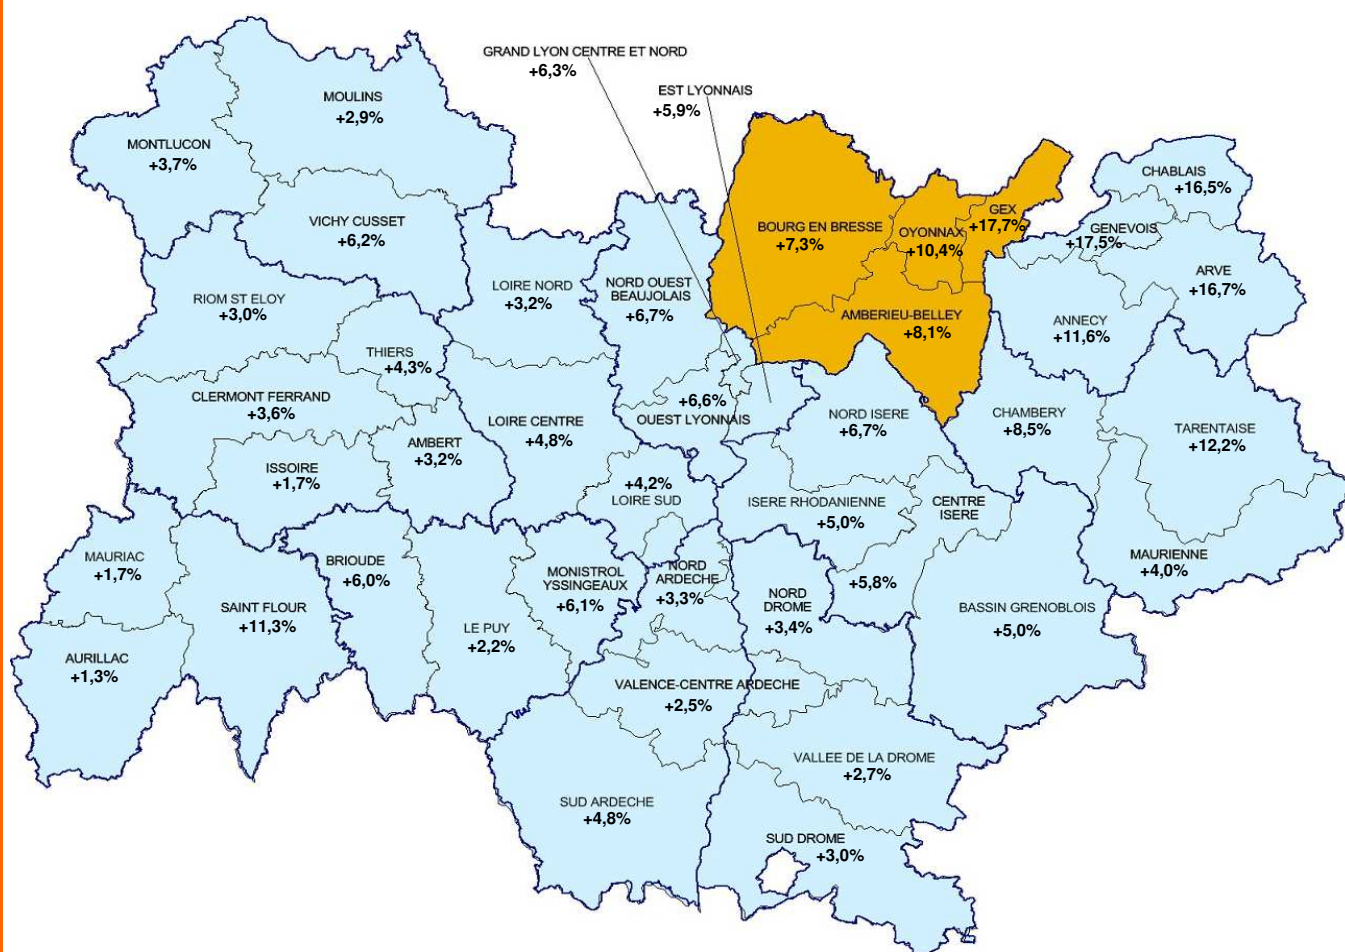 GRAND LYON CENTRE ET NORD
+6,3%
EST LYONNAIS
+5,9%
MOULINS
+2,9%
MONTLUCON
+3,7%
VICHY CUSSET
+6,2%
BOURG EN BRESSE
+7,3%
OYONNAX
+10,4%
GEX
+17,7%
CHABLAIS
+16,5%
GENEVOIS
+17,5%
ARVE
+16,7%
ANNECY
+11,6%
AMBERIEU-BELLEY
+8,1%
RIOM ST ELOY
+3,0%
LOIRE NORD
+3,2%
NORD OUEST
BEAUJOLAIS
+6,7%
THIERS
+4,3%
CLERMONT FERRAND
+3,6%
+6,6%
OUEST LYONNAIS
NORD ISERE
+6,7%
CHAMBERY
+8,5%
TARENTAISE
+12,2%
LOIRE CENTRE
+4,8%
AMBERT
+3,2%
ISSOIRE
+1,7%
+4,2%
LOIRE SUD
ISERE RHODANIENNE
+5,0%
CENTRE
ISERE
+5,8%
MAURIENNE
+4,0%
MAURIAC
+1,7%
BRIOUDE
+6,0%
MONISTROL
YSSINGEAUX
+6,1%
NORD
ARDECHE
+3,3%
NORD
DROME
+3,4%
BASSIN GRENOBLOIS
+5,0%
SAINT FLOUR
+11,3%
LE PUY
+2,2%
AURILLAC
+1,3%
VALENCE-CENTRE ARDECHE
+2,5%
VALLEE DE LA DROME
+2,7%
SUD ARDECHE
+4,8%
SUD DROME
+3,0%